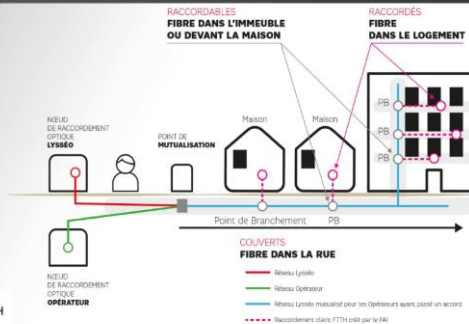 RACCORDABLES
FIBRE DANS L'IMMEUBLE
OU DEVANT LA MAISON
RACCORDÉS
FIBRE
DANS LE LOGEMENT
NŒUD
DE RACCORDEMENT
OPTIQUE
LYSSÉO
POINT DE
MUTUALISATION
Maison
Maison
PB
PB
PB
Point de Branchement
PB
NŒUD
DE RACCORDEMENT
OPTIQUE
OPÉRATEUR
COUVERTS
FIBRE DANS LA RUE
Réseau Lysséo
Réseau Opérateur
Réseau Lysséo mutualisé pour les Opérateurs ayant passé un accord
Raccordement client FTTH créé par le FAI
H